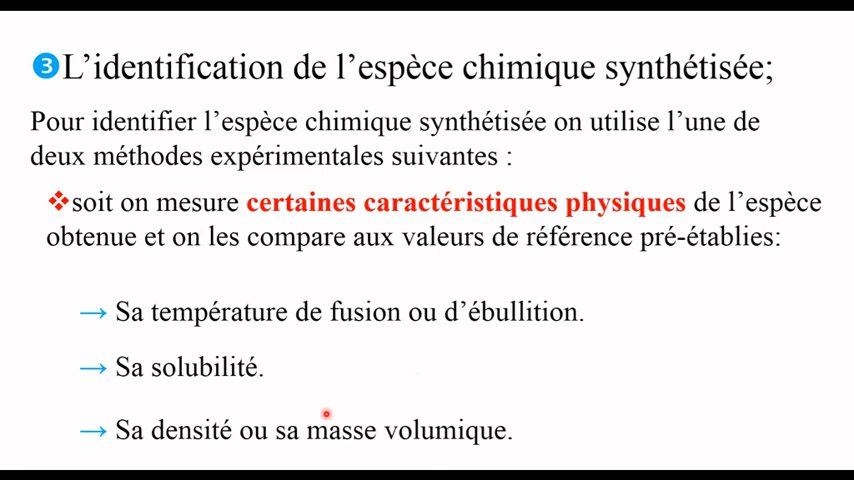 ❸L’identification de l’espèce chimique synthétisée;
Pour identifier l’espèce chimique synthétisée on utilise l’une de
deux méthodes expérimentales suivantes :
❖soit on mesure certaines caractéristiques physiques de l’espèce
obtenue et on les compare aux valeurs de référence pré-établies:
→ Sa température de fusion ou d’ébullition.
→ Sa solubilité.
→ Sa densité ou sa masse volumique.